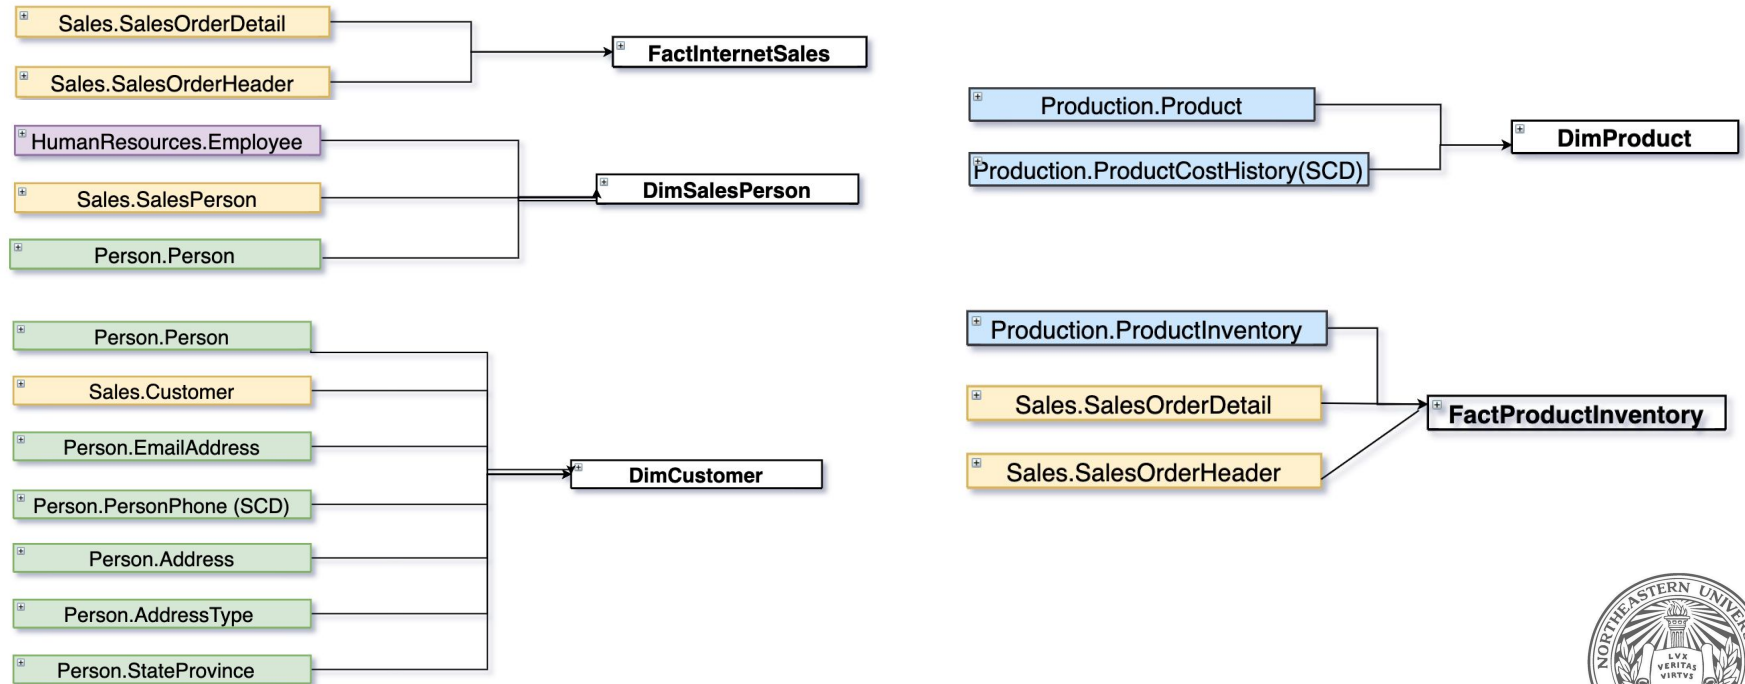 Sales.SalesOrderDetail
Sales.SalesOrderHeader
FactInternetSales
HumanResources.Employee
Sales.SalesPerson
Person.Person
DimSalesPerson
Person.Person
Sales.Customer
Person.EmailAddress
Person.PersonPhone (SCD)
Person.Address
Person.AddressType
Person.StateProvince
DimCustomer
Production.Product
Production.ProductCostHistory(SCD)
DimProduct
Production.ProductInventory
Sales.SalesOrderDetail
Sales.SalesOrderHeader
FactProductInventory
NORTHEASTERN UNIVER
LVX
VERITAS
VIRTVS